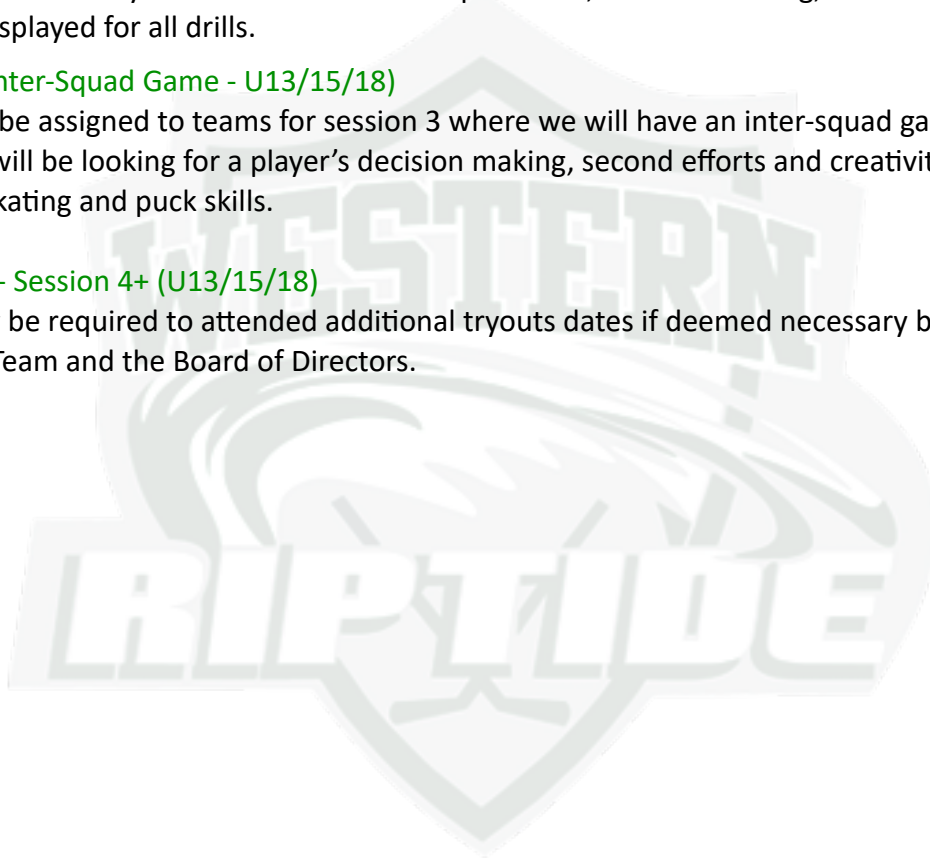 splayed for all drills.
nter-Squad Game - U13/15/18)
be assigned to teams for session 3 where we will have an inter-squad ga
will be looking for a player's decision making, second efforts and creativit
kating and puck skills.
- Session 4+ (U13/15/18)
be required to attended additional tryouts dates if deemed necessary b
Team and the Board of Directors.
WESTERN
RIPTIDE